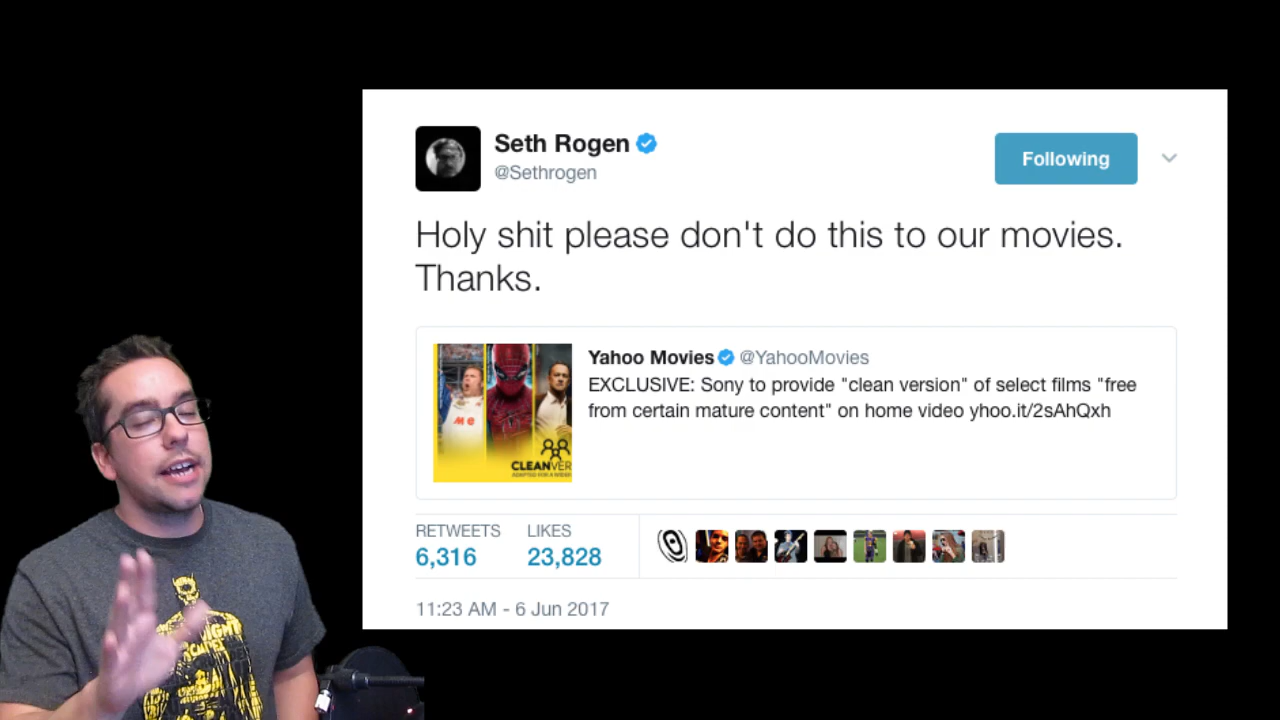 Seth Rogen
@Sethrogen
Following
Holy shit please don't do this to our movies.
Thanks.
Yahoo Movies @YahooMovies
EXCLUSIVE: Sony to provide "clean version" of select films "free
from certain mature content" on home video yhoo.it/2sAhQxh
Me
CLEANVER
RETWEETS LIKES
6,316 23,828
11:23 AM - 6 Jun 2017